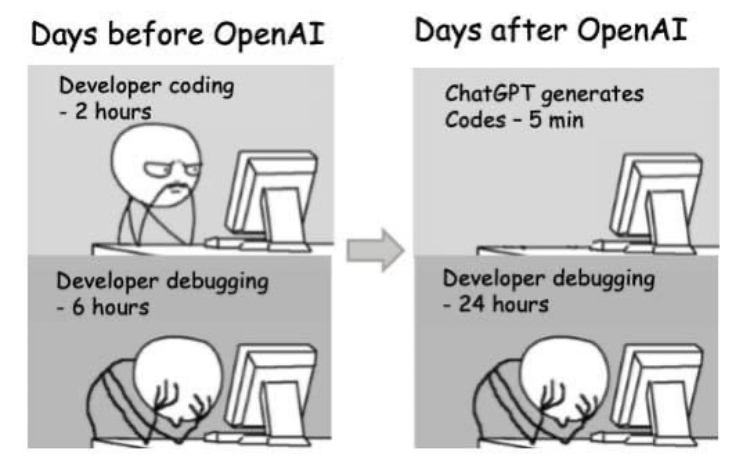 Days before OpenAI
Developer coding
- 2 hours
Developer debugging
- 6 hours
Days after OpenAI
ChatGPT generates
Codes – 5 min
Developer debugging
- 24 hours